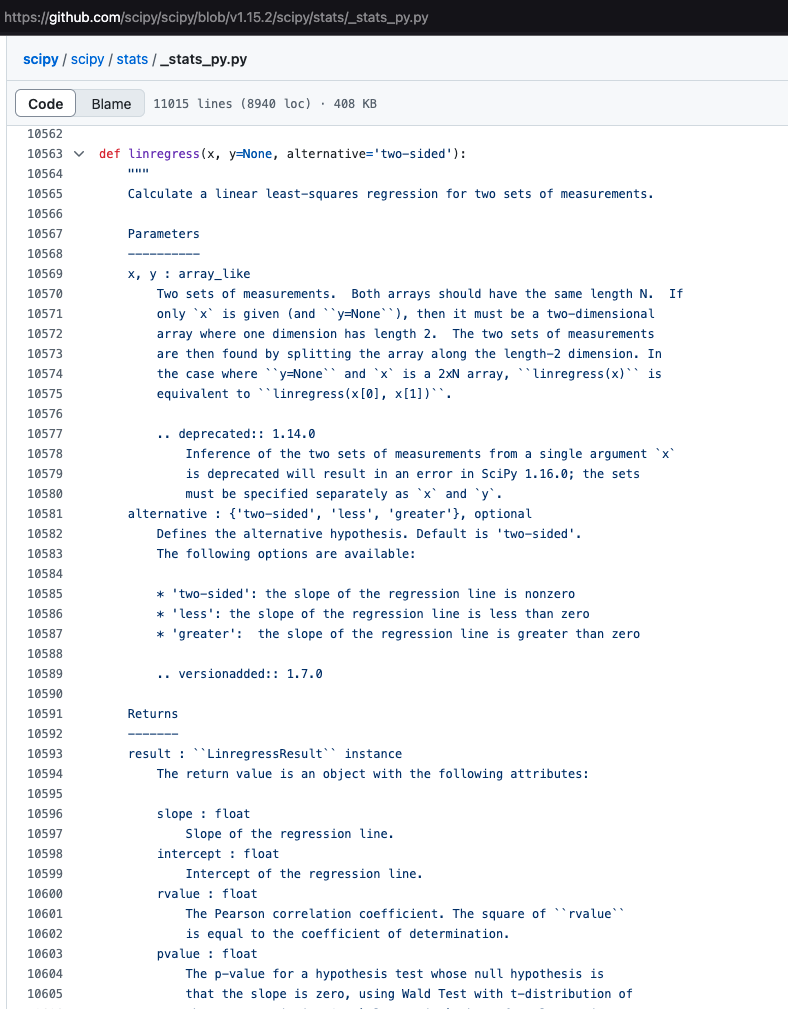 https://github.com/scipy/scipy/blob/v1.15.2/scipy/stats/_stats_py.py
scipy / scipy / stats / _stats_py.py
Code Blame 11015 lines (8940 loc) · 408 KB
10562
10563 def linregress(x, y=None, alternative='two-sided'):
10564 """
10565 Calculate a linear least-squares regression for two sets of measurements.
10566
10567 Parameters
10568 ----------
10569 x, y : array_like
10570 Two sets of measurements.  Both arrays should have the same length N.  If
10571 only `x` is given (and ``y=None``), then it must be a two-dimensional
10572 array where one dimension has length 2.  The two sets of measurements
10573 are then found by splitting the array along the length-2 dimension. In
10574 the case where ``y=None`` and `x` is a 2xN array, ``linregress(x)`` is
10575 equivalent to ``linregress(x[0], x[1])``.
10576
10577 .. deprecated:: 1.14.0
10578 Inference of the two sets of measurements from a single argument `x`
10579 is deprecated will result in an error in SciPy 1.16.0; the sets
10580 must be specified separately as `x` and `y`.
10581 alternative : {'two-sided', 'less', 'greater'}, optional
10582 Defines the alternative hypothesis. Default is 'two-sided'.
10583 The following options are available:
10584
10585 * 'two-sided': the slope of the regression line is nonzero
10586 * 'less': the slope of the regression line is less than zero
10587 * 'greater':  the slope of the regression line is greater than zero
10588
10589 .. versionadded:: 1.7.0
10590
10591 Returns
10592 -------
10593 result : ``LinregressResult`` instance
10594 The return value is an object with the following attributes:
10595
10596 slope : float
10597 Slope of the regression line.
10598 intercept : float
10599 Intercept of the regression line.
10600 rvalue : float
10601 The Pearson correlation coefficient. The square of ``rvalue``
10602 is equal to the coefficient of determination.
10603 pvalue : float
10604 The p-value for a hypothesis test whose null hypothesis is
10605 that the slope is zero, using Wald Test with t-distribution of